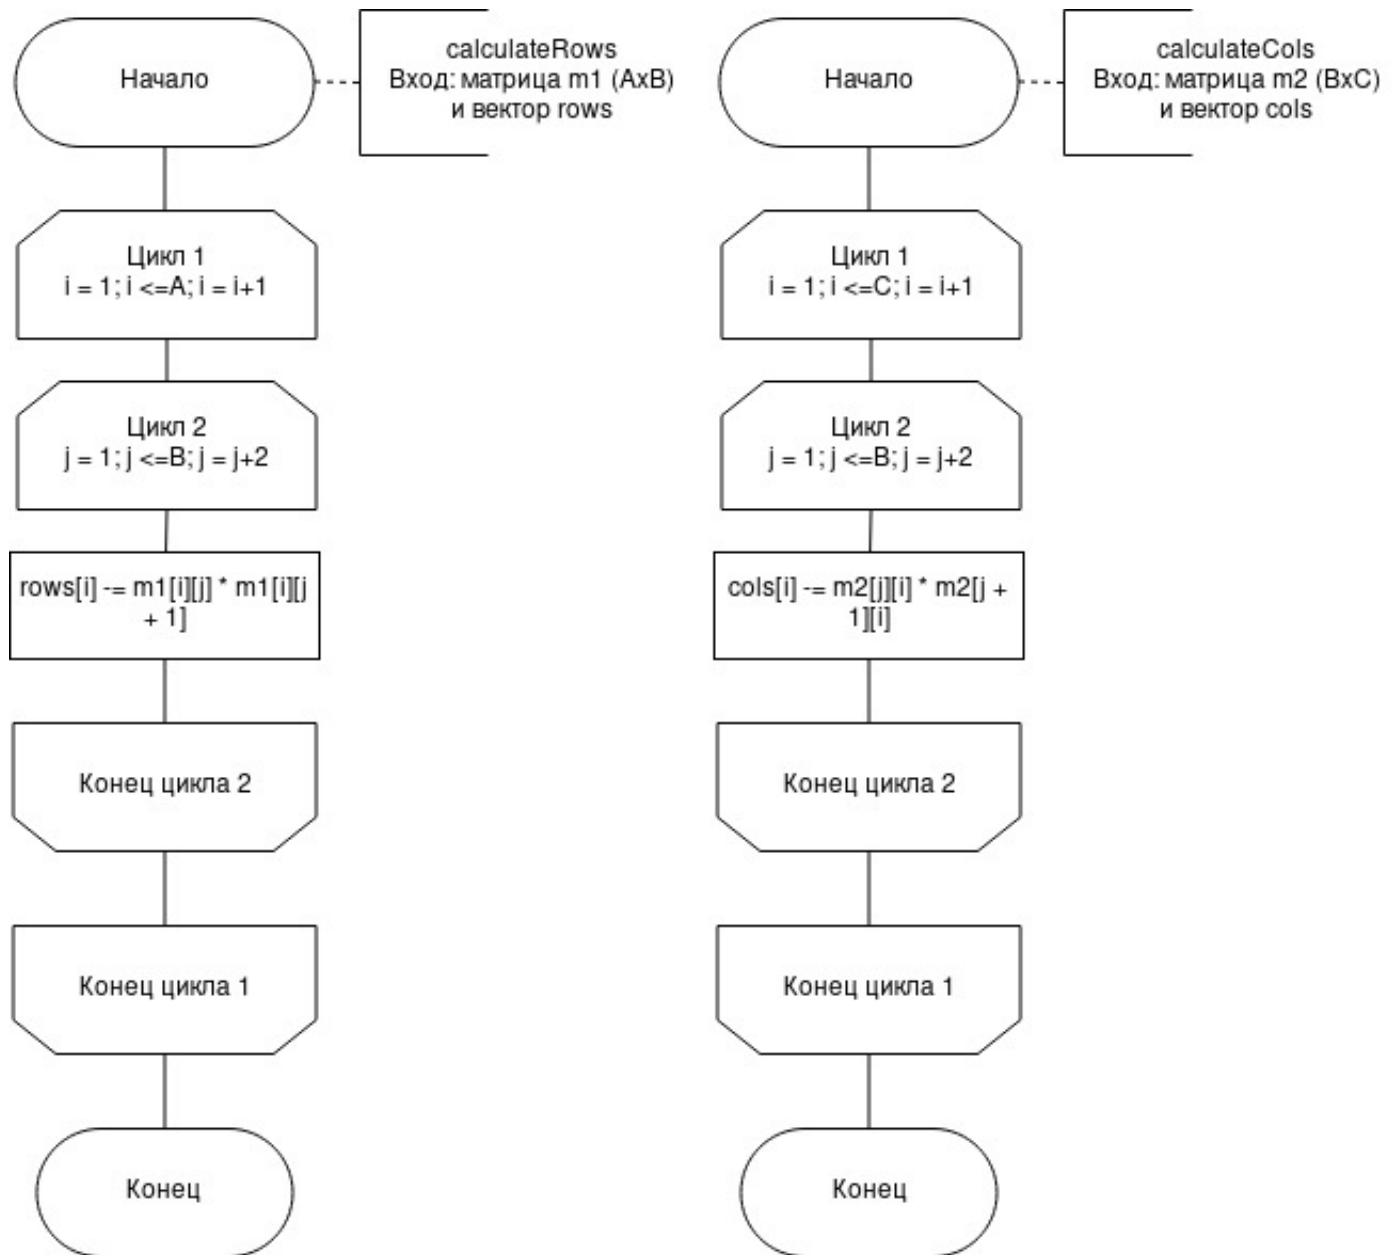 Начало
calculateRows
Вход: матрица m1 (AxB)
и вектор rows
Цикл 1
i = 1; i <=A; i = i+1
Цикл 2
j = 1; j <=B; j = j+2
rows[i] -= m1[i][j] * m1[i][j
+ 1]
Конец цикла 2
Конец цикла 1
Конец
Начало
calculateCols
Вход: матрица m2 (BxC)
и вектор cols
Цикл 1
i = 1; i <=C; i = i+1
Цикл 2
j = 1; j <=B; j = j+2
cols[i] -= m2[j][i] * m2[j +
1][i]
Конец цикла 2
Конец цикла 1
Конец